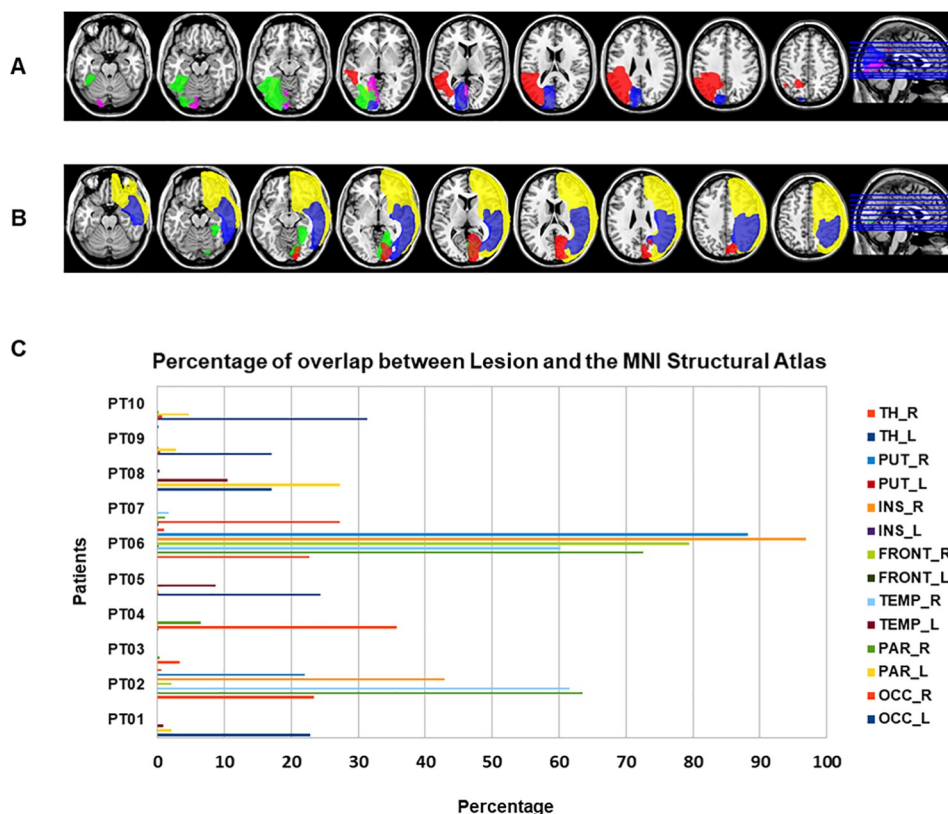 A
B
C
Percentage of overlap between Lesion and the MNI Structural Atlas
Patients
PT10
PT09
PT08
PT07
PT06
PT05
PT04
PT03
PT02
PT01
0 10 20 30 40 50 60 70 80 90 100
Percentage
TH_R
TH_L
PUT_R
PUT_L
INS_R
INS_L
FRONT_R
FRONT_L
TEMP_R
TEMP_L
PAR_R
PAR_L
OCC_R
OCC_L